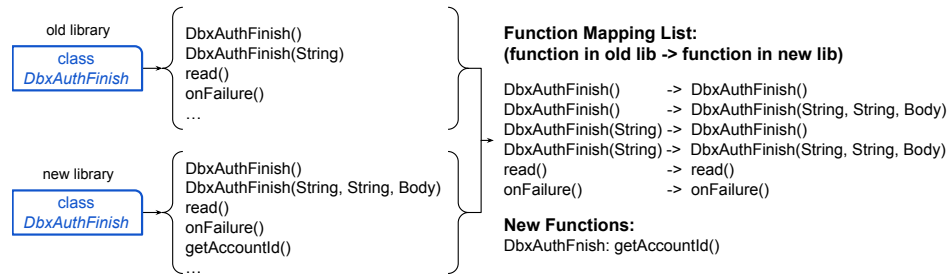 old library
class
DbxAuthFinish
DbxAuthFinish()
DbxAuthFinish(String)
read()
onFailure()
...
new library
class
DbxAuthFinish
DbxAuthFinish()
DbxAuthFinish(String, String, Body)
read()
onFailure()
getAccountId()
...
Function Mapping List:
(function in old lib -> function in new lib)
DbxAuthFinish() -> DbxAuthFinish()
DbxAuthFinish() -> DbxAuthFinish(String, String, Body)
DbxAuthFinish(String) -> DbxAuthFinish()
DbxAuthFinish(String) -> DbxAuthFinish(String, String, Body)
read() -> read()
onFailure() -> onFailure()
New Functions:
DbxAuthFnish: getAccountId()